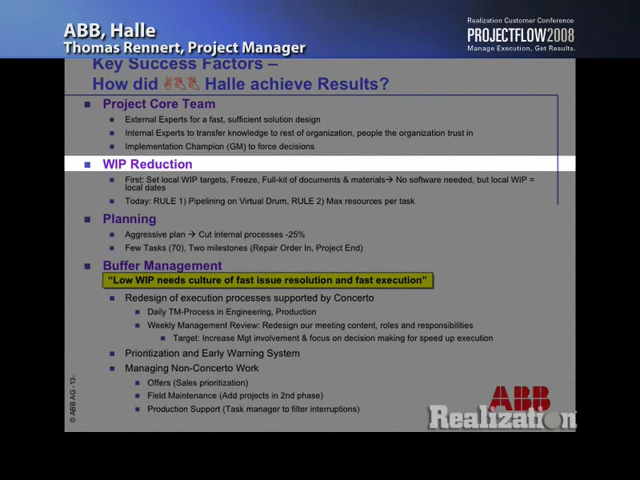 ABB, Halle
Thomas Rennert, Project Manager
Realization Customer Conference
PROJECTFLOW2008
Manage Execution, Get Results.
Key Success Factors –
How did Halle achieve Results?
Project Core Team
External Experts for a fast, sufficient solution design
Internal Experts to transfer knowledge to rest of organization, people the organization trust in
Implementation Champion (GM) to force decisions
WIP Reduction
First: Set local WIP targets, Freeze, Full-kit of documents & materials→ No software needed, but local WIP =
local dates
Today: RULE 1) Pipelining on Virtual Drum, RULE 2) Max resources per task
Planning
Aggressive plan → Cut internal processes -25%
Few Tasks (70), Two milestones (Repair Order In, Project End)
Buffer Management
“Low WIP needs culture of fast issue resolution and fast execution”
Redesign of execution processes supported by Concerto
Daily TM-Process in Engineering, Production
Weekly Management Review: Redesign our meeting content, roles and responsibilities
Target: Increase Mgt involvement & focus on decision making for speed up execution
Prioritization and Early Warning System
Managing Non-Concerto Work
Offers (Sales prioritization)
Field Maintenance (Add projects in 2nd phase)
Production Support (Task manager to filter interruptions)
© ABB AG -13-
ABB
Realization